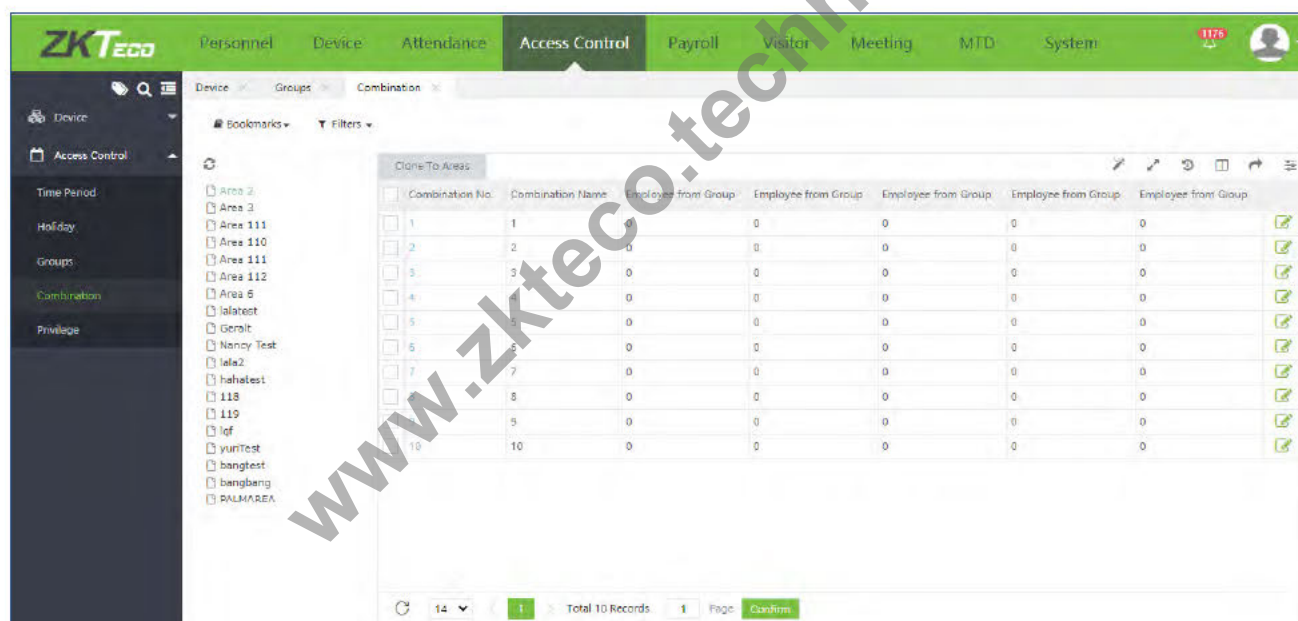 ZKTeco Personnel Device Attendance Access Control Payroll Visitor Meeting MTD System 1176
Device Groups Combination
Device
Bookmarks Filters
Access Control
Clone To Areas
Time Period
Holiday
Groups
Combination
Privilege
Area 2
Area 3
Area 111
Area 110
Area 111
Area 112
Area 6
lalatest
Geralt
Nancy Test
lala2
hahatest
118
119
lqf
yuriTest
bangtest
bangbang
PALMAREA
Combination No. Combination Name Employee from Group Employee from Group Employee from Group Employee from Group Employee from Group
1 1 0 0 0 0 0
2 2 0 0 0 0 0
3 3 0 0 0 0 0
4 4 0 0 0 0 0
5 5 0 0 0 0 0
6 6 0 0 0 0 0
7 7 0 0 0 0 0
8 8 0 0 0 0 0
9 0 0 0 0 0
10 10 0 0 0 0 0
14 1 Total 10 Records 1 Page Confirm
www.zkteco.techn